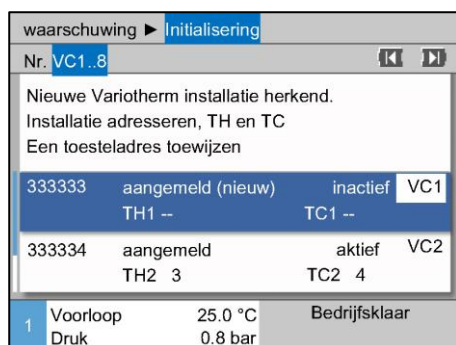 waarschuwing ► Initialisering
Nr. VC1..8
Nieuwe Variotherm installatie herkend.
Installatie adresseren, TH en TC
Een toesteladres toewijzen
333333 aangemeld (nieuw) inactief VC1
TH1 -- TC1 --
333334 aangemeld aktief VC2
TH2 3 TC2 4
1 Voorloop 25.0 °C Bedrijfsklaar
Druk 0.8 bar